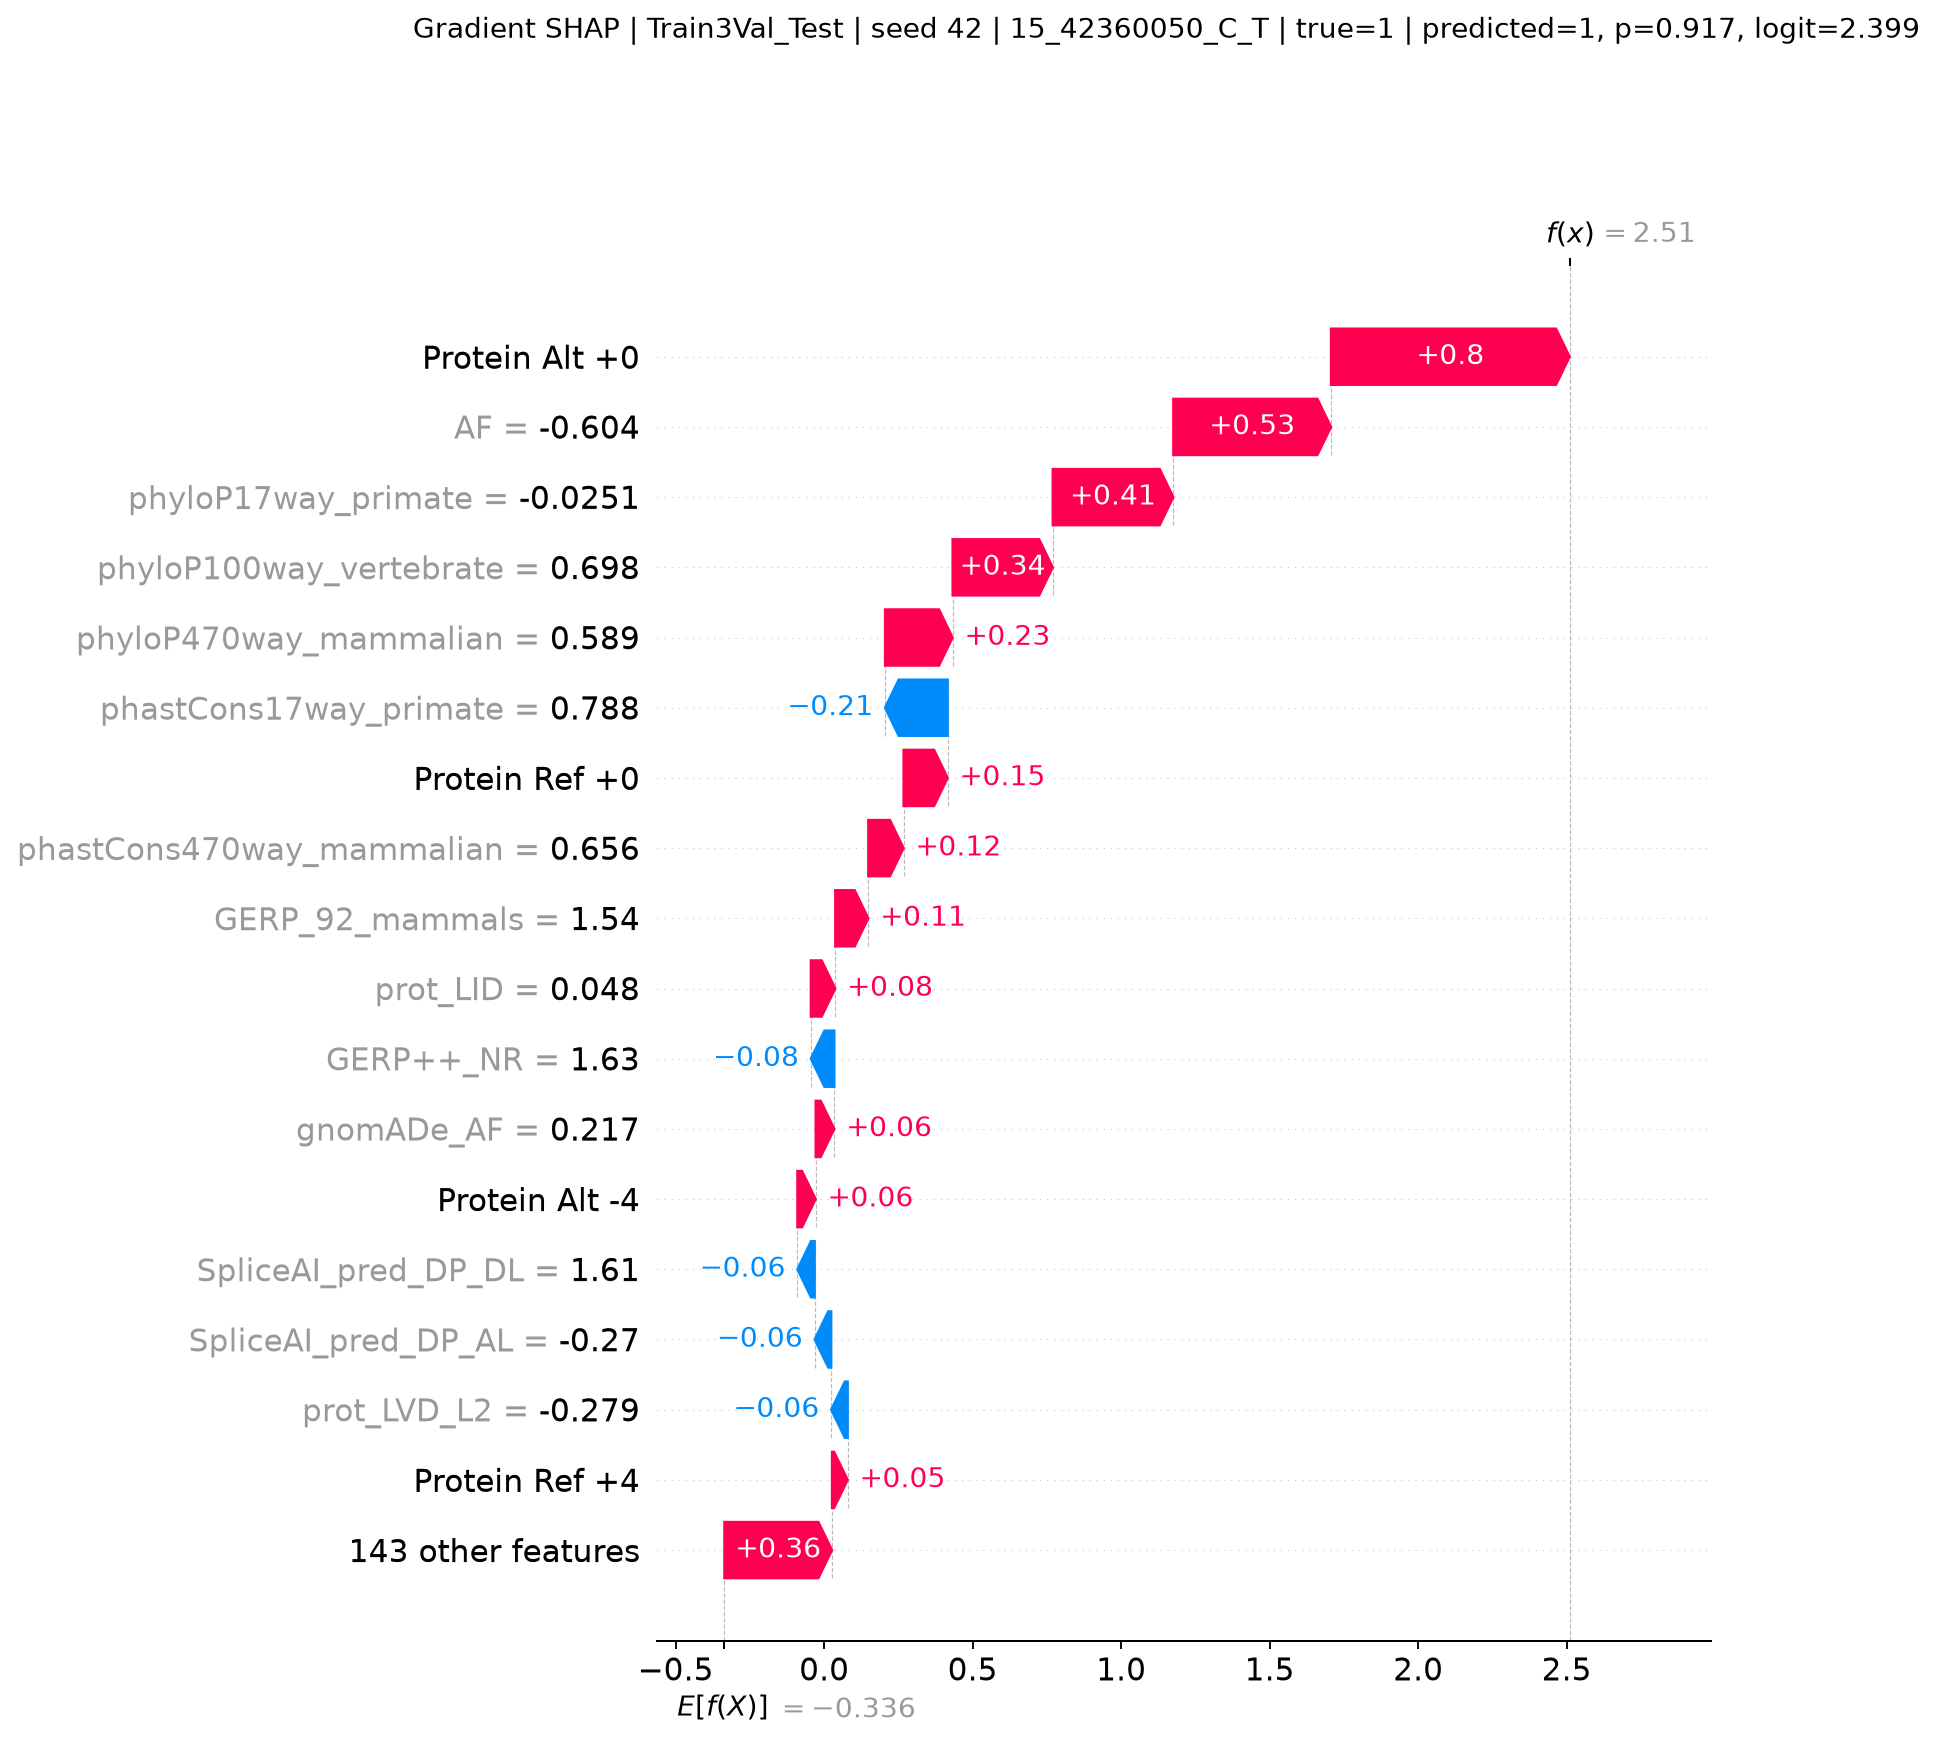 Gradient SHAP | Train3Val_Test | seed 42 | 15_42360050_C_T | true=1 | predicted=1, p=0.917, logit=2.399
f(x) = 2.51
Protein Alt +0 +0.8
AF = -0.604 +0.53
phyloP17way_primate = -0.0251 +0.41
phyloP100way_vertebrate = 0.698 +0.34
phyloP470way_mammalian = 0.589 +0.23
phastCons17way_primate = 0.788 −0.21
Protein Ref +0 +0.15
phastCons470way_mammalian = 0.656 +0.12
GERP_92_mammals = 1.54 +0.11
prot_LID = 0.048 +0.08
GERP++_NR = 1.63 −0.08
gnomADe_AF = 0.217 +0.06
Protein Alt -4 +0.06
SpliceAI_pred_DP_DL = 1.61 −0.06
SpliceAI_pred_DP_AL = -0.27 −0.06
prot_LVD_L2 = -0.279 −0.06
Protein Ref +4 +0.05
143 other features +0.36
−0.5 0.0 0.5 1.0 1.5 2.0 2.5
E[f(X)] = −0.336